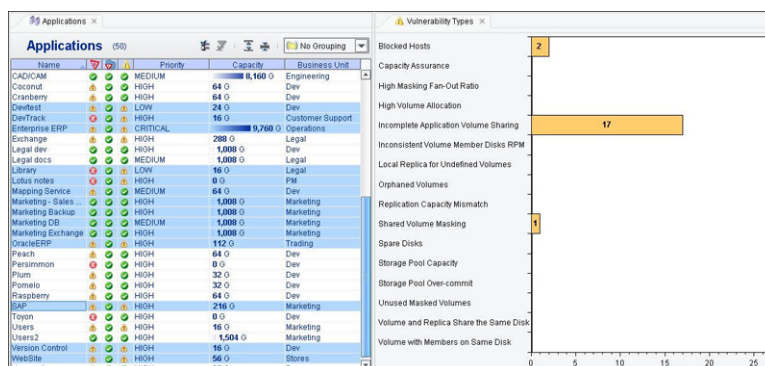 Applications
Applications (50)
No Grouping
Name Priority Capacity Business Unit
CAD/CAM MEDIUM 8,160 G Engineering
Coconut HIGH 64 G Dev
Cranberry HIGH 64 G Dev
Devtest LOW 24 G Dev
DevTrack HIGH 16 G Customer Support
Enterprise ERP CRITICAL 9,760 G Operations
Exchange HIGH 288 G Legal
Legal dev HIGH 1,008 G Dev
Legal docs MEDIUM 1,008 G Legal
Library LOW 16 G Legal
Lotus notes HIGH 0 G PM
Mapping Service MEDIUM 64 G Dev
Marketing - Sales ... HIGH 1,008 G Marketing
Marketing Backup HIGH 1,008 G Marketing
Marketing DB MEDIUM 1,008 G Marketing
Marketing Exchange HIGH 1,008 G Marketing
OracleERP HIGH 112 G Trading
Peach HIGH 64 G Dev
Persimmon HIGH 0 G Dev
Plum HIGH 32 G Dev
Pomelo HIGH 32 G Dev
Raspberry HIGH 64 G Dev
SAP HIGH 216 G Marketing
Toyon HIGH 0 G Dev
Users HIGH 16 G Marketing
Users2 HIGH 1,504 G Marketing
Version Control HIGH 16 G Dev
WebSite HIGH 56 G Stores
Vulnerability Types
Blocked Hosts 2
Capacity Assurance
High Masking Fan-Out Ratio
High Volume Allocation
Incomplete Application Volume Sharing 17
Inconsistent Volume Member Disks RPM
Local Replica for Undefined Volumes
Orphaned Volumes
Replication Capacity Mismatch
Shared Volume Masking 1
Spare Disks
Storage Pool Capacity
Storage Pool Over-commit
Unused Masked Volumes
Volume and Replica Share the Same Disk
Volume with Members on Same Disk
0 5 10 15 20 25